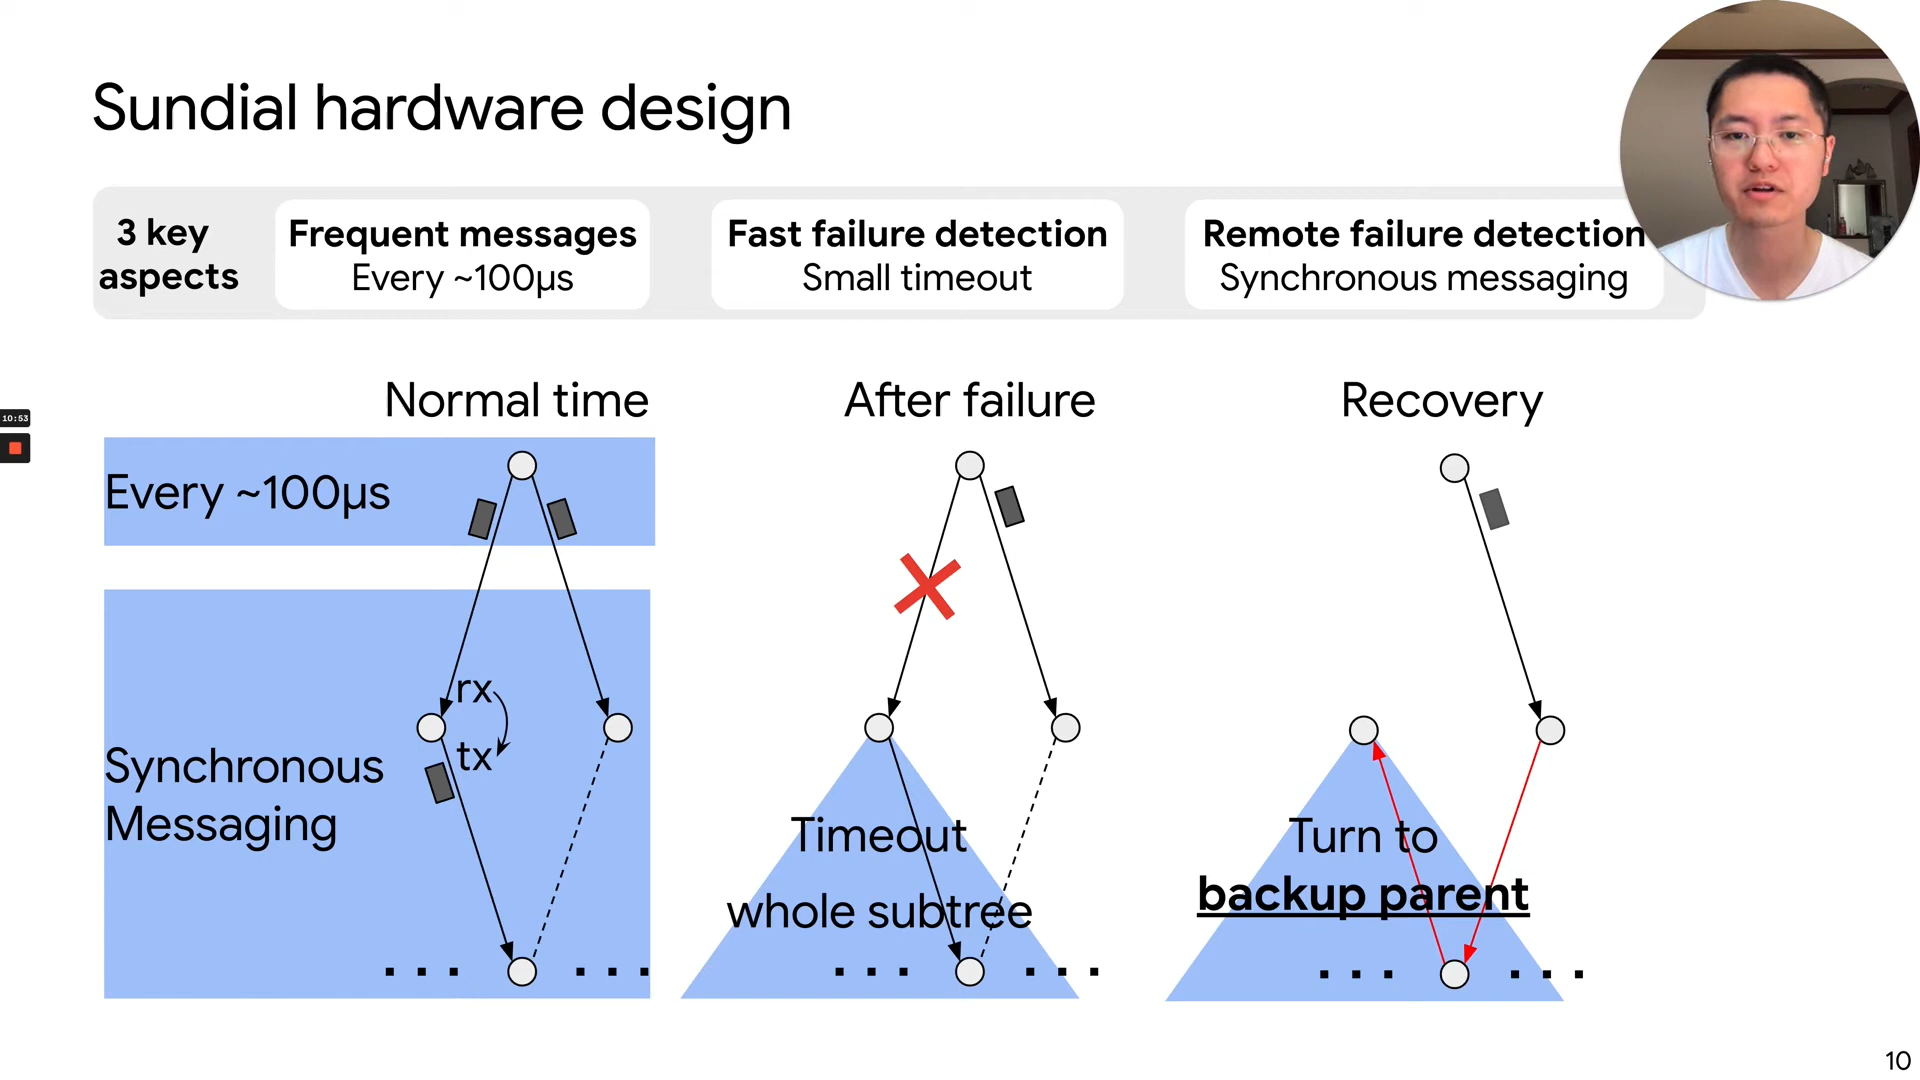 Sundial hardware design
3 key
aspects
Frequent messages
Every ~100µs
Fast failure detection
Small timeout
Remote failure detection
Synchronous messaging
Normal time
After failure
Recovery
10:53
Every ~100µs
rx
tx
Synchronous
Messaging
Timeout
whole subtree
Turn to
backup parent
. . .
. . .
. . .
. . .
. . .
. . .
10